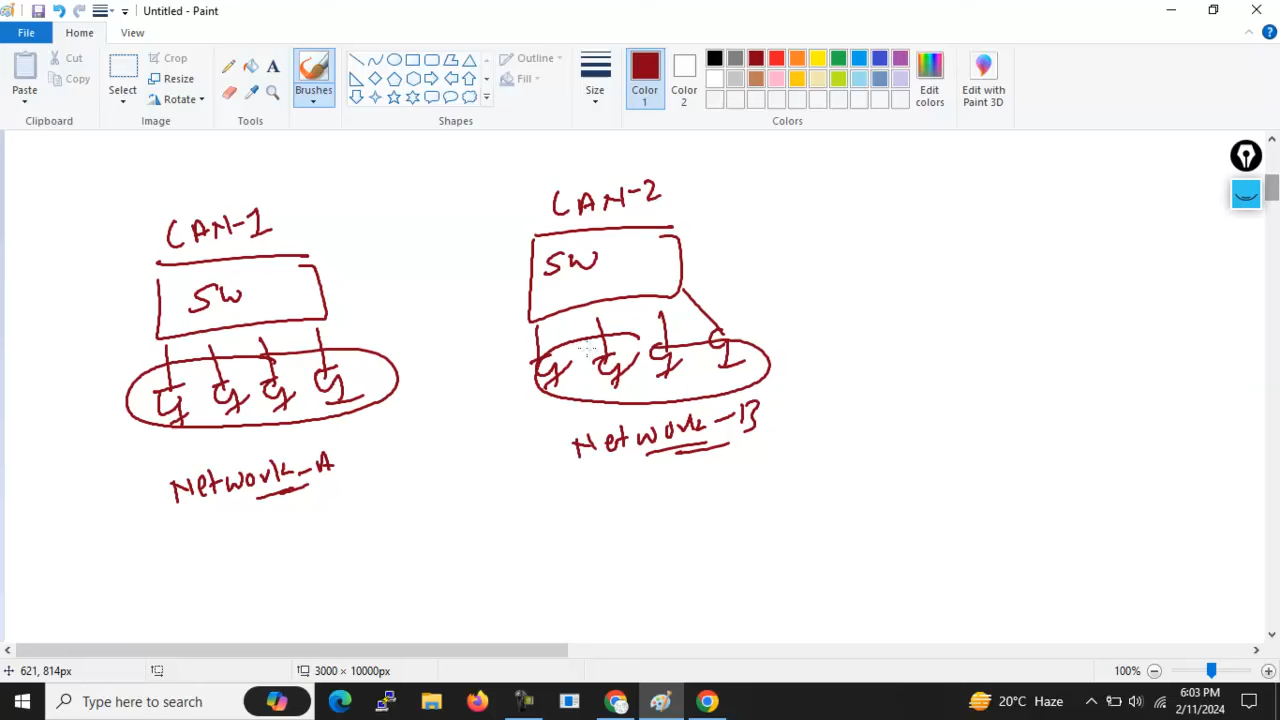 Untitled - Paint
File
Home
View
Paste
Cut
Copy
Clipboard
Select
Crop
Resize
Rotate
Image
A
Tools
Brushes
Outline
Fill
Shapes
Size
Color 1
Color 2
Edit colors
Edit with Paint 3D
Colors
LAN-1
LAN-2
SW
SW
Network-A
Network-B
621, 814px
3000 × 10000px
100%
Type here to search
20°C Haze
6:03 PM
2/11/2024